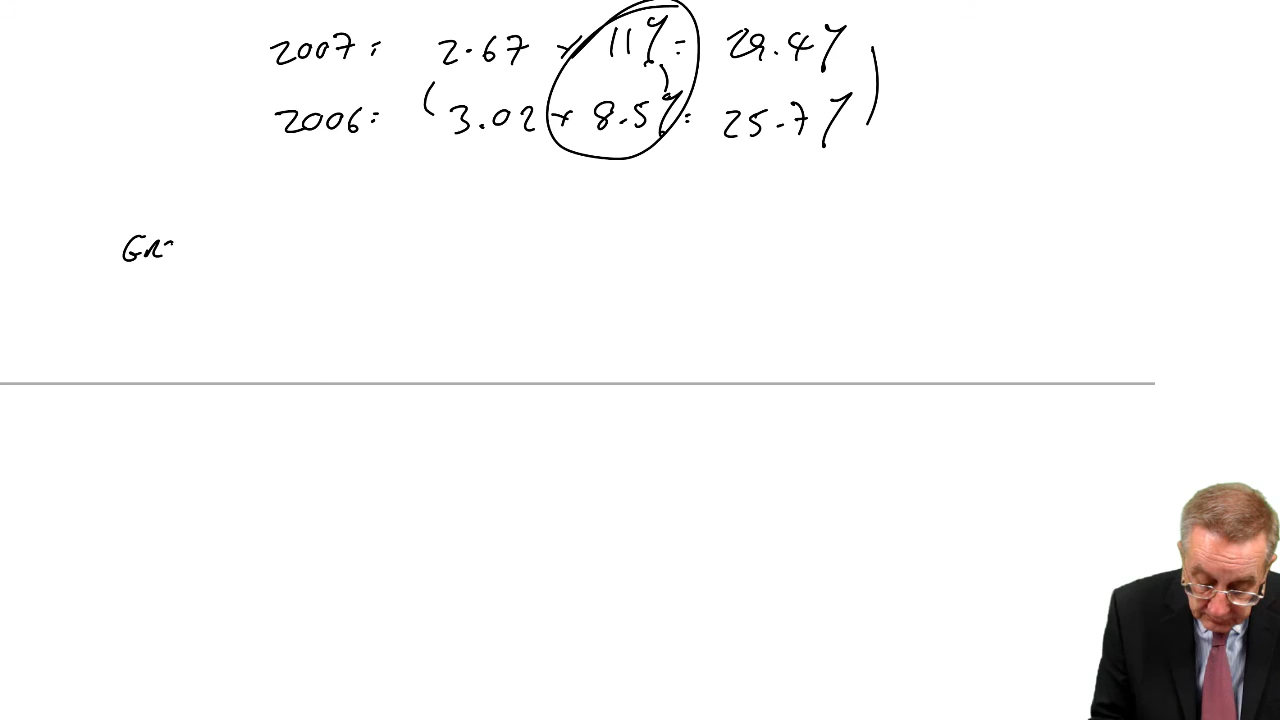 2007: 2.67 × 11% = 29.4%
2006: (3.02 × 8.5% = 25.7%)